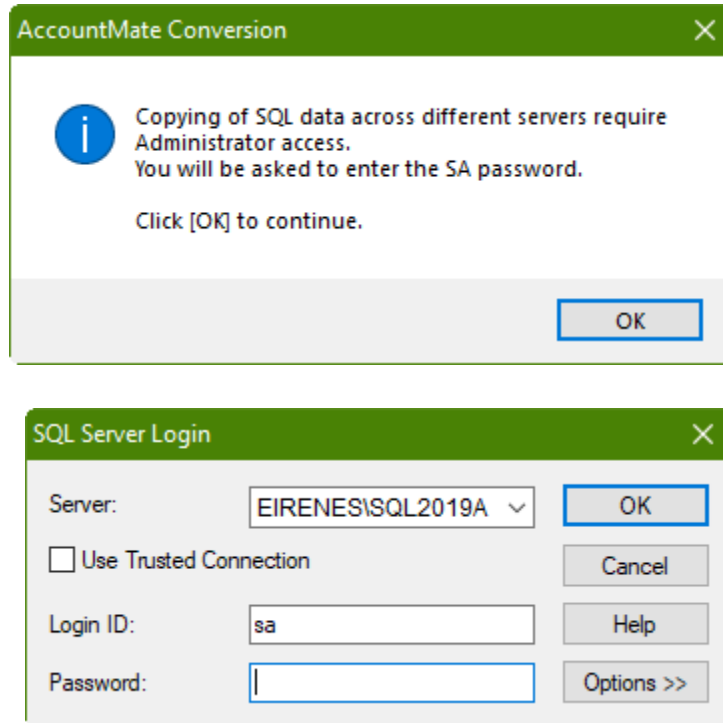 AccountMate Conversion
Copying of SQL data across different servers require
Administrator access.
You will be asked to enter the SA password.
Click [OK] to continue.
OK
SQL Server Login
Server:
EIRENES\SQL2019A
OK
Use Trusted Connection
Cancel
Login ID:
sa
Help
Password:
Options >>